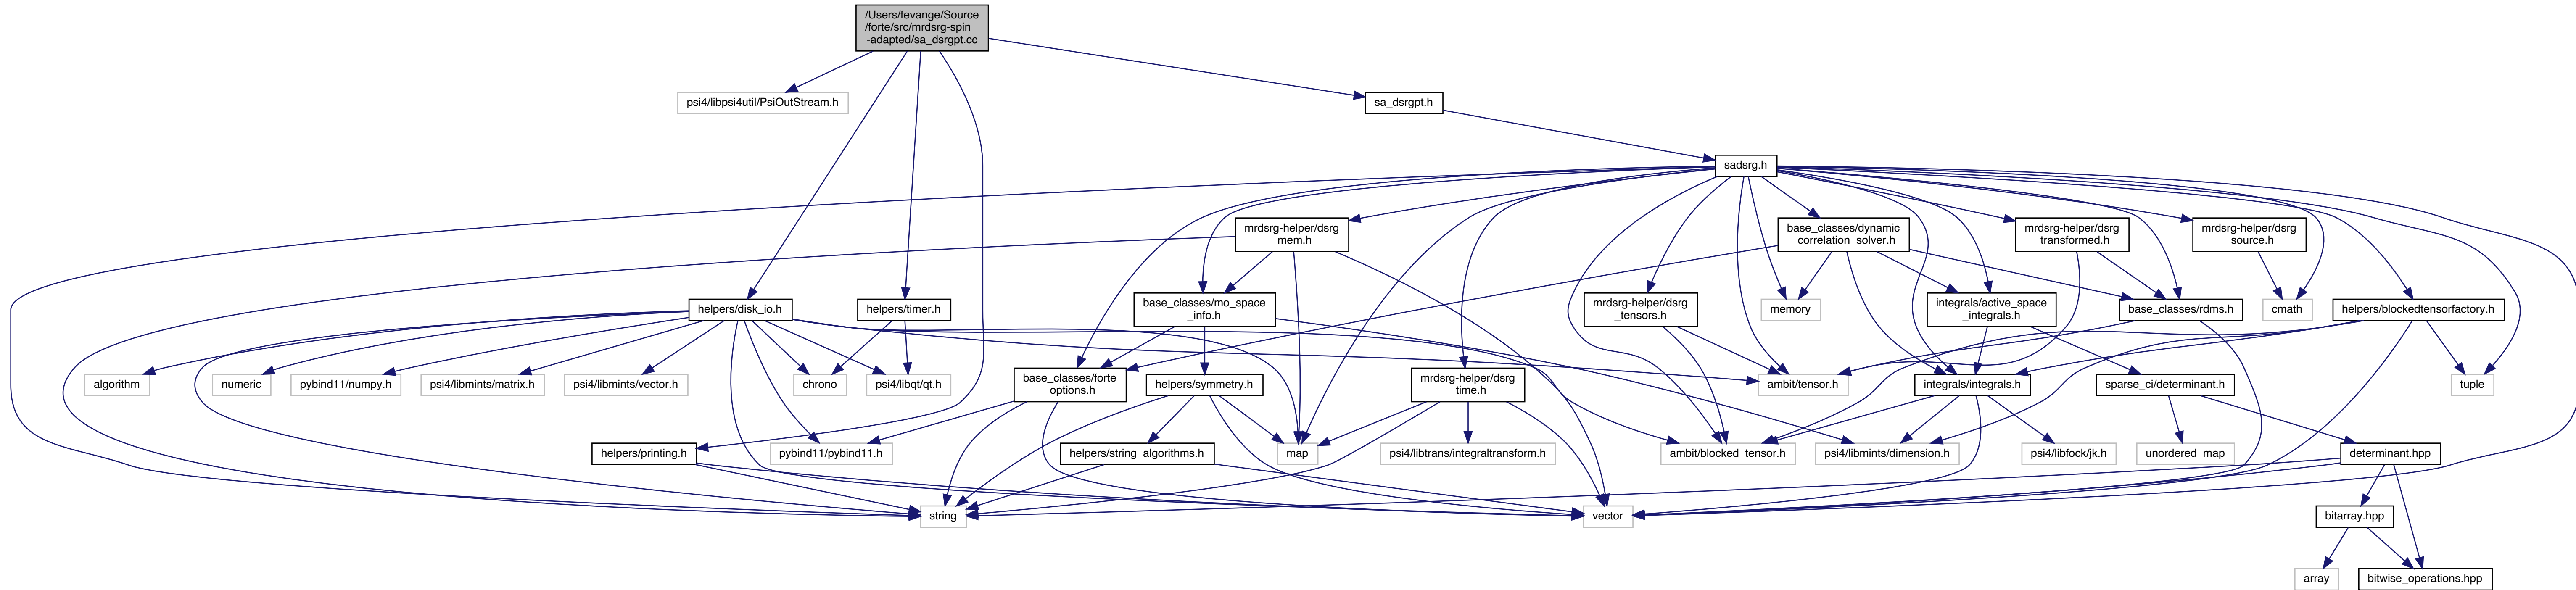 /Users/fevange/Source
/forte/src/mrdsrg-spin
-adapted/sa_dsrgpt.cc
psi4/libpsi4util/PsiOutStream.h
sa_dsrgpt.h
sadsrg.h
mrdsrg-helper/dsrg
_mem.h
base_classes/dynamic
_correlation_solver.h
mrdsrg-helper/dsrg
_transformed.h
mrdsrg-helper/dsrg
_source.h
helpers/disk_io.h
helpers/timer.h
base_classes/mo_space
_info.h
mrdsrg-helper/dsrg
_tensors.h
memory
integrals/active_space
_integrals.h
base_classes/rdms.h
cmath
helpers/blockedtensorfactory.h
algorithm
numeric
pybind11/numpy.h
psi4/libmints/matrix.h
psi4/libmints/vector.h
chrono
psi4/libqt/qt.h
base_classes/forte
_options.h
helpers/symmetry.h
mrdsrg-helper/dsrg
_time.h
ambit/tensor.h
integrals/integrals.h
sparse_ci/determinant.h
tuple
helpers/printing.h
pybind11/pybind11.h
helpers/string_algorithms.h
map
psi4/libtrans/integraltransform.h
ambit/blocked_tensor.h
psi4/libmints/dimension.h
psi4/libfock/jk.h
unordered_map
determinant.hpp
string
vector
bitarray.hpp
array
bitwise_operations.hpp